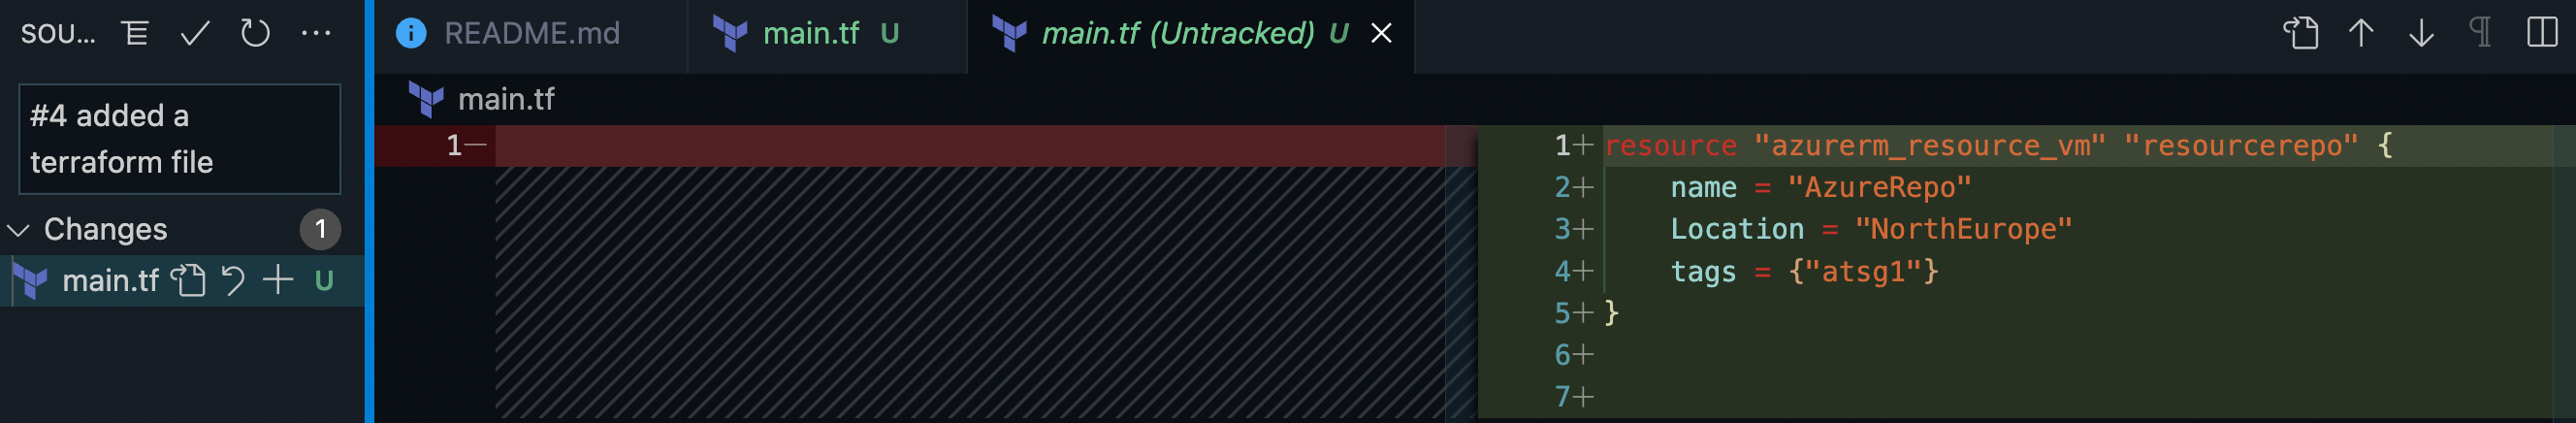 SOU...
README.md
main.tf U
main.tf (Untracked) U
#4 added a
terraform file
Changes 1
main.tf U
main.tf
1
1+ resource "azurerm_resource_vm" "resourcerepo" {
2+ name = "AzureRepo"
3+ Location = "NorthEurope"
4+ tags = {"atsg1"}
5+ }
6+
7+